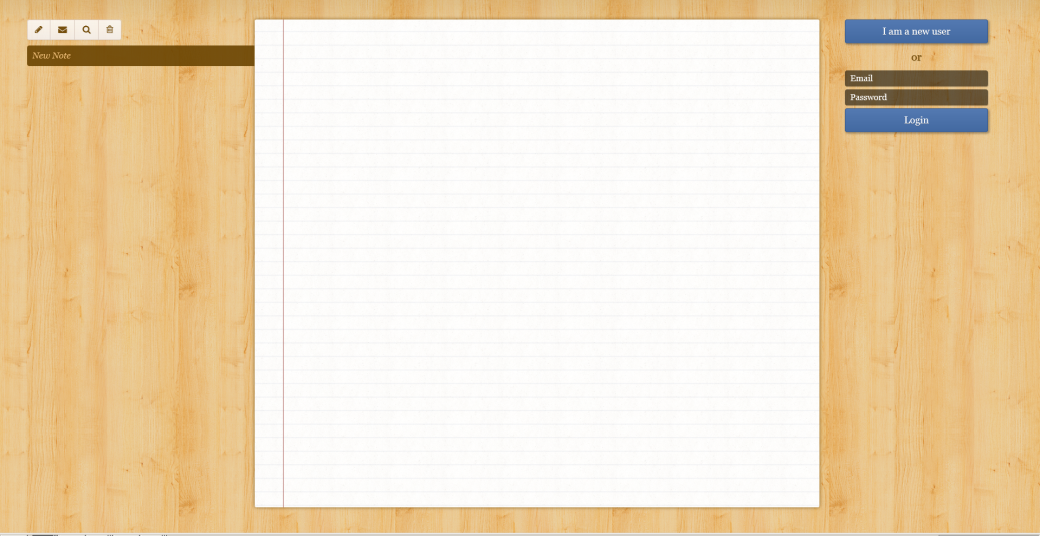 New Note
I am a new user
or
Email
Password
Login